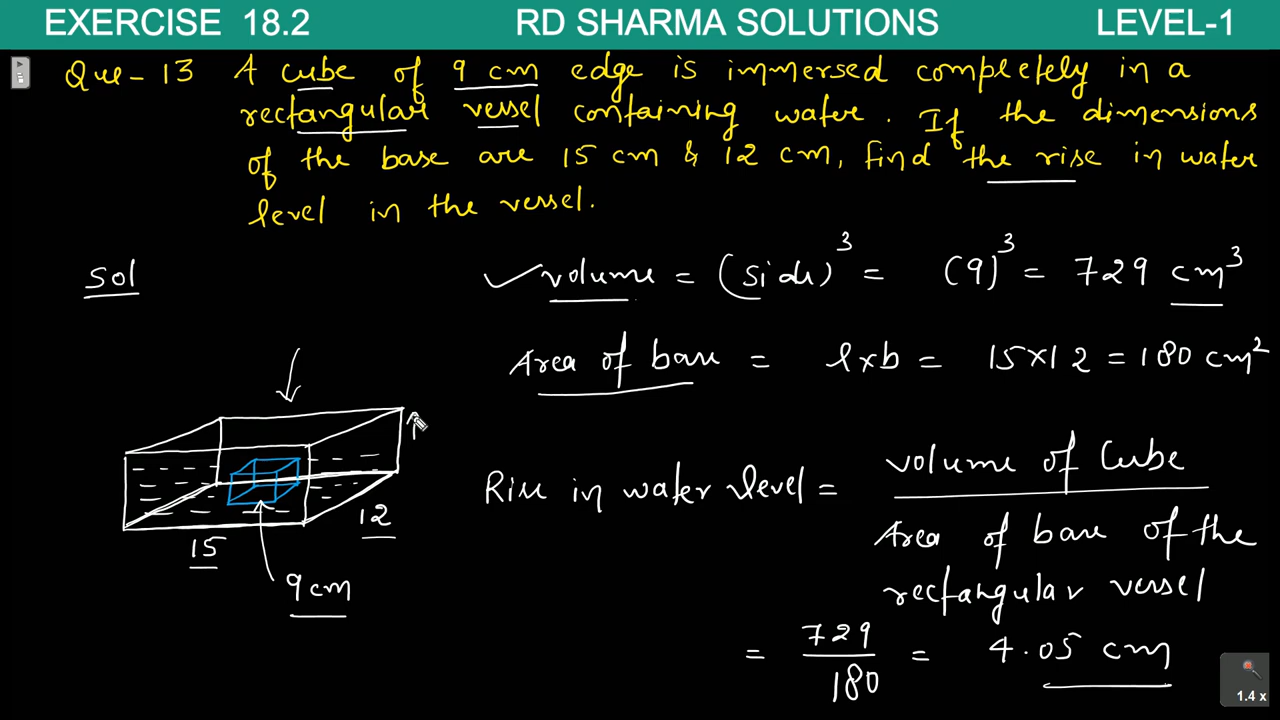 EXERCISE 18.2 RD SHARMA SOLUTIONS LEVEL-1
Que-13 A cube of 9 cm edge is immersed completely in a
rectangular vessel containing water. If the dimensions
of the base are 15 cm & 12 cm, find the rise in water
level in the vessel.
Sol
✓volume = (side)³ = (9)³ = 729 cm³
Area of base = l×b = 15×12 = 180 cm²
Rise in water level = volume of Cube
Area of base of the
rectangular vessel
12
15
9 cm
= 729/180 = 4.05 cm
1.4 x